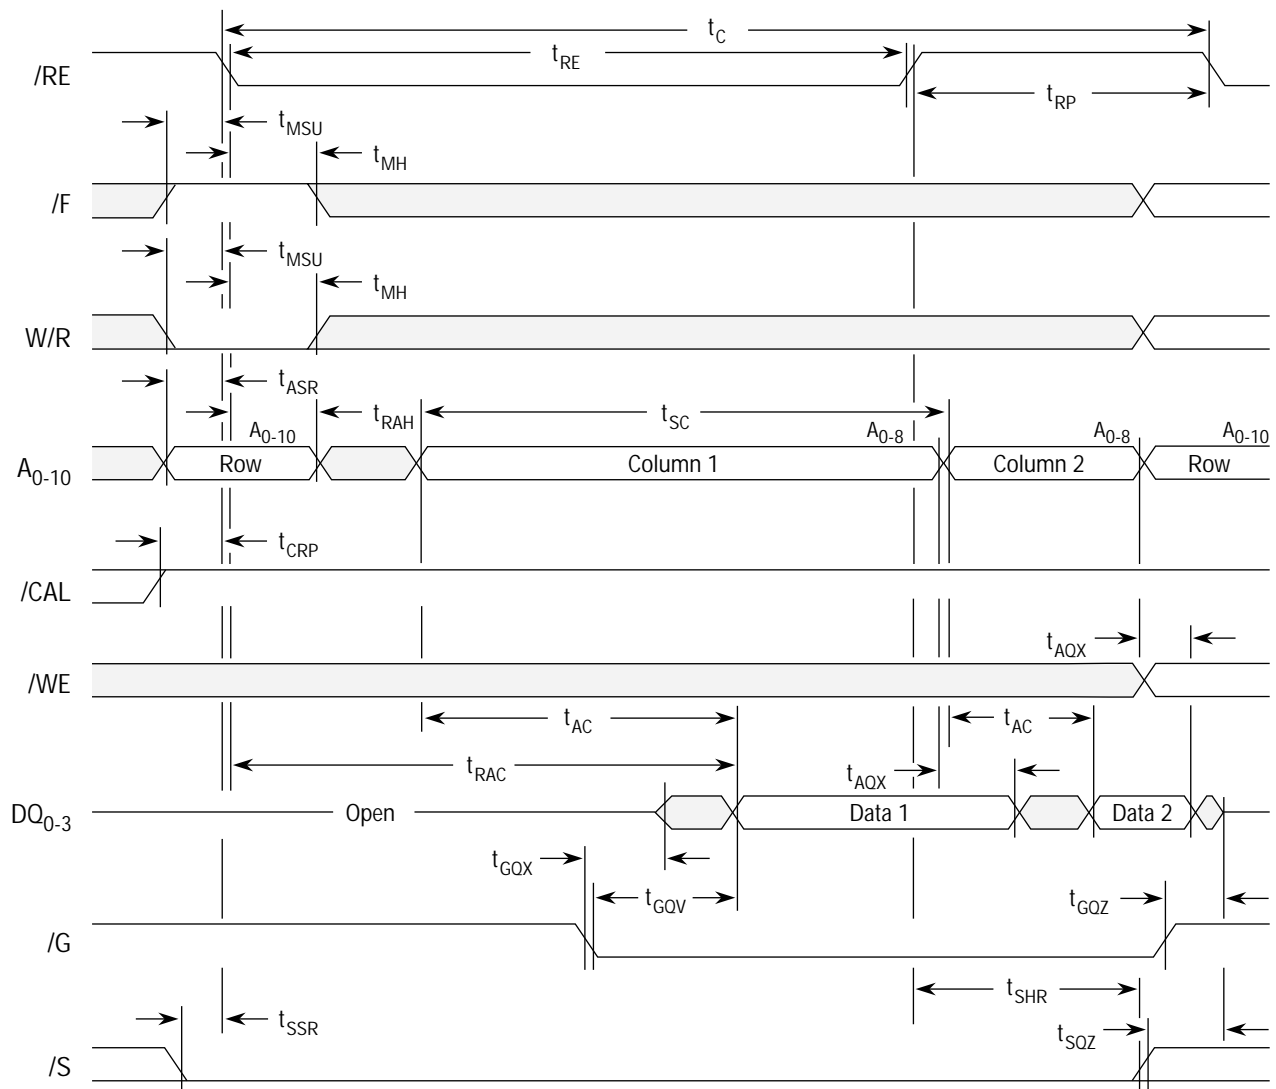 tC
tRE
/RE
tRP
tMSU
tMH
/F
tMSU
tMH
W/R
tASR
tRAH
tSC
A0-10
A0-8
A0-8
A0-10
A0-10
Row
Column 1
Column 2
Row
tCRP
/CAL
tAQX
/WE
tAC
tAC
tRAC
tAQX
DQ0-3
Open
Data 1
Data 2
tGQX
tGQV
tGQZ
/G
tSHR
tSSR
tSQZ
/S